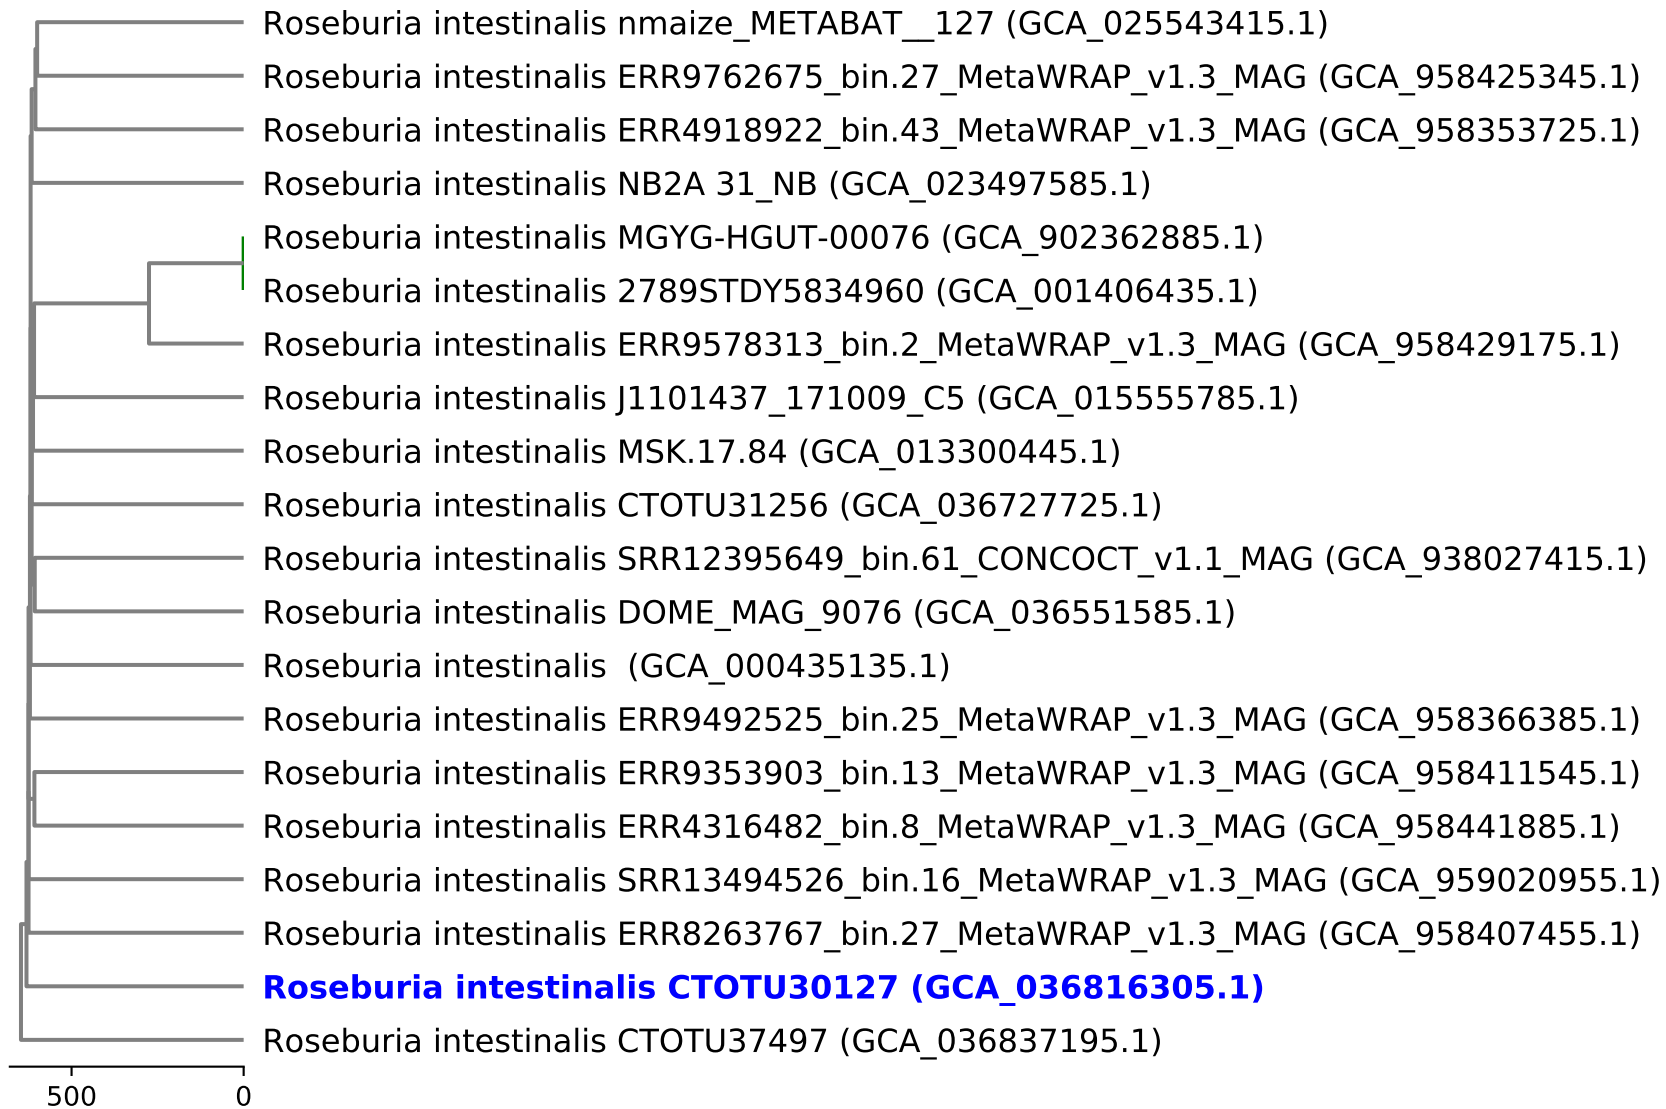 Roseburia intestinalis nmaize_METABAT__127 (GCA_025543415.1)
Roseburia intestinalis ERR9762675_bin.27_MetaWRAP_v1.3_MAG (GCA_958425345.1)
Roseburia intestinalis ERR4918922_bin.43_MetaWRAP_v1.3_MAG (GCA_958353725.1)
Roseburia intestinalis NB2A 31_NB (GCA_023497585.1)
Roseburia intestinalis MGYG-HGUT-00076 (GCA_902362885.1)
Roseburia intestinalis 2789STDY5834960 (GCA_001406435.1)
Roseburia intestinalis ERR9578313_bin.2_MetaWRAP_v1.3_MAG (GCA_958429175.1)
Roseburia intestinalis J1101437_171009_C5 (GCA_015555785.1)
Roseburia intestinalis MSK.17.84 (GCA_013300445.1)
Roseburia intestinalis CTOTU31256 (GCA_036727725.1)
Roseburia intestinalis SRR12395649_bin.61_CONCOCT_v1.1_MAG (GCA_938027415.1)
Roseburia intestinalis DOME_MAG_9076 (GCA_036551585.1)
Roseburia intestinalis  (GCA_000435135.1)
Roseburia intestinalis ERR9492525_bin.25_MetaWRAP_v1.3_MAG (GCA_958366385.1)
Roseburia intestinalis ERR9353903_bin.13_MetaWRAP_v1.3_MAG (GCA_958411545.1)
Roseburia intestinalis ERR4316482_bin.8_MetaWRAP_v1.3_MAG (GCA_958441885.1)
Roseburia intestinalis SRR13494526_bin.16_MetaWRAP_v1.3_MAG (GCA_959020955.1)
Roseburia intestinalis ERR8263767_bin.27_MetaWRAP_v1.3_MAG (GCA_958407455.1)
Roseburia intestinalis CTOTU30127 (GCA_036816305.1)
Roseburia intestinalis CTOTU37497 (GCA_036837195.1)
500 0